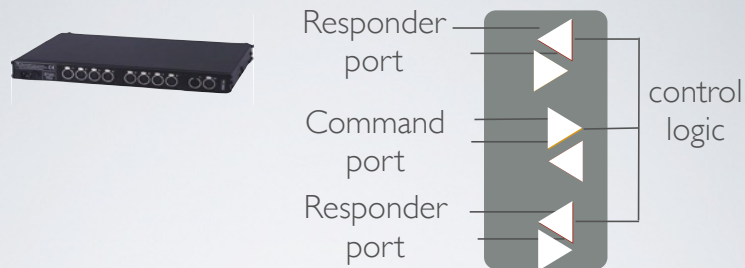 Responder
port
Command
port
Responder
port
control
logic